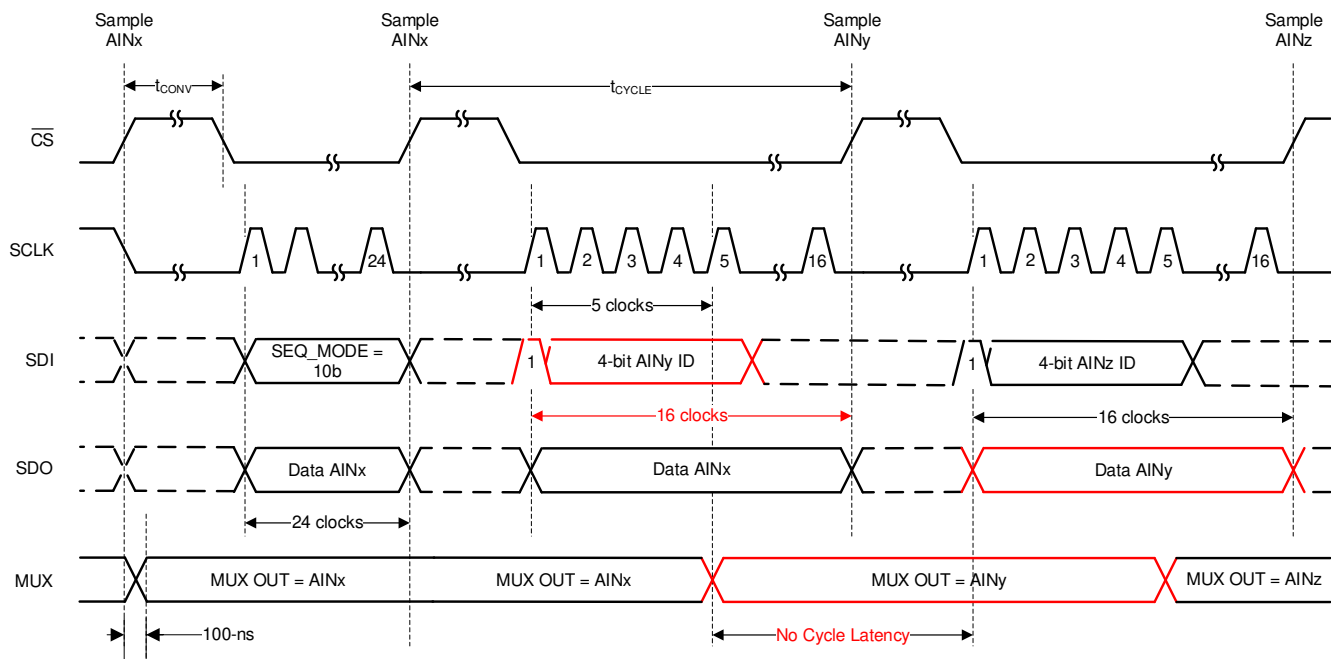 Sample
AINx
Sample
AINx
Sample
AINy
Sample
AINz
tCONV
tCYCLE
CS
SCLK
1
24
1
2
3
4
5
16
1
2
3
4
5
16
5 clocks
SDI
SEQ_MODE =
10b
1
4-bit AINy ID
1
4-bit AINz ID
16 clocks
16 clocks
SDO
Data AINx
Data AINx
Data AINy
24 clocks
MUX
MUX OUT = AINx
MUX OUT = AINx
MUX OUT = AINy
MUX OUT = AINz
100-ns
No Cycle Latency